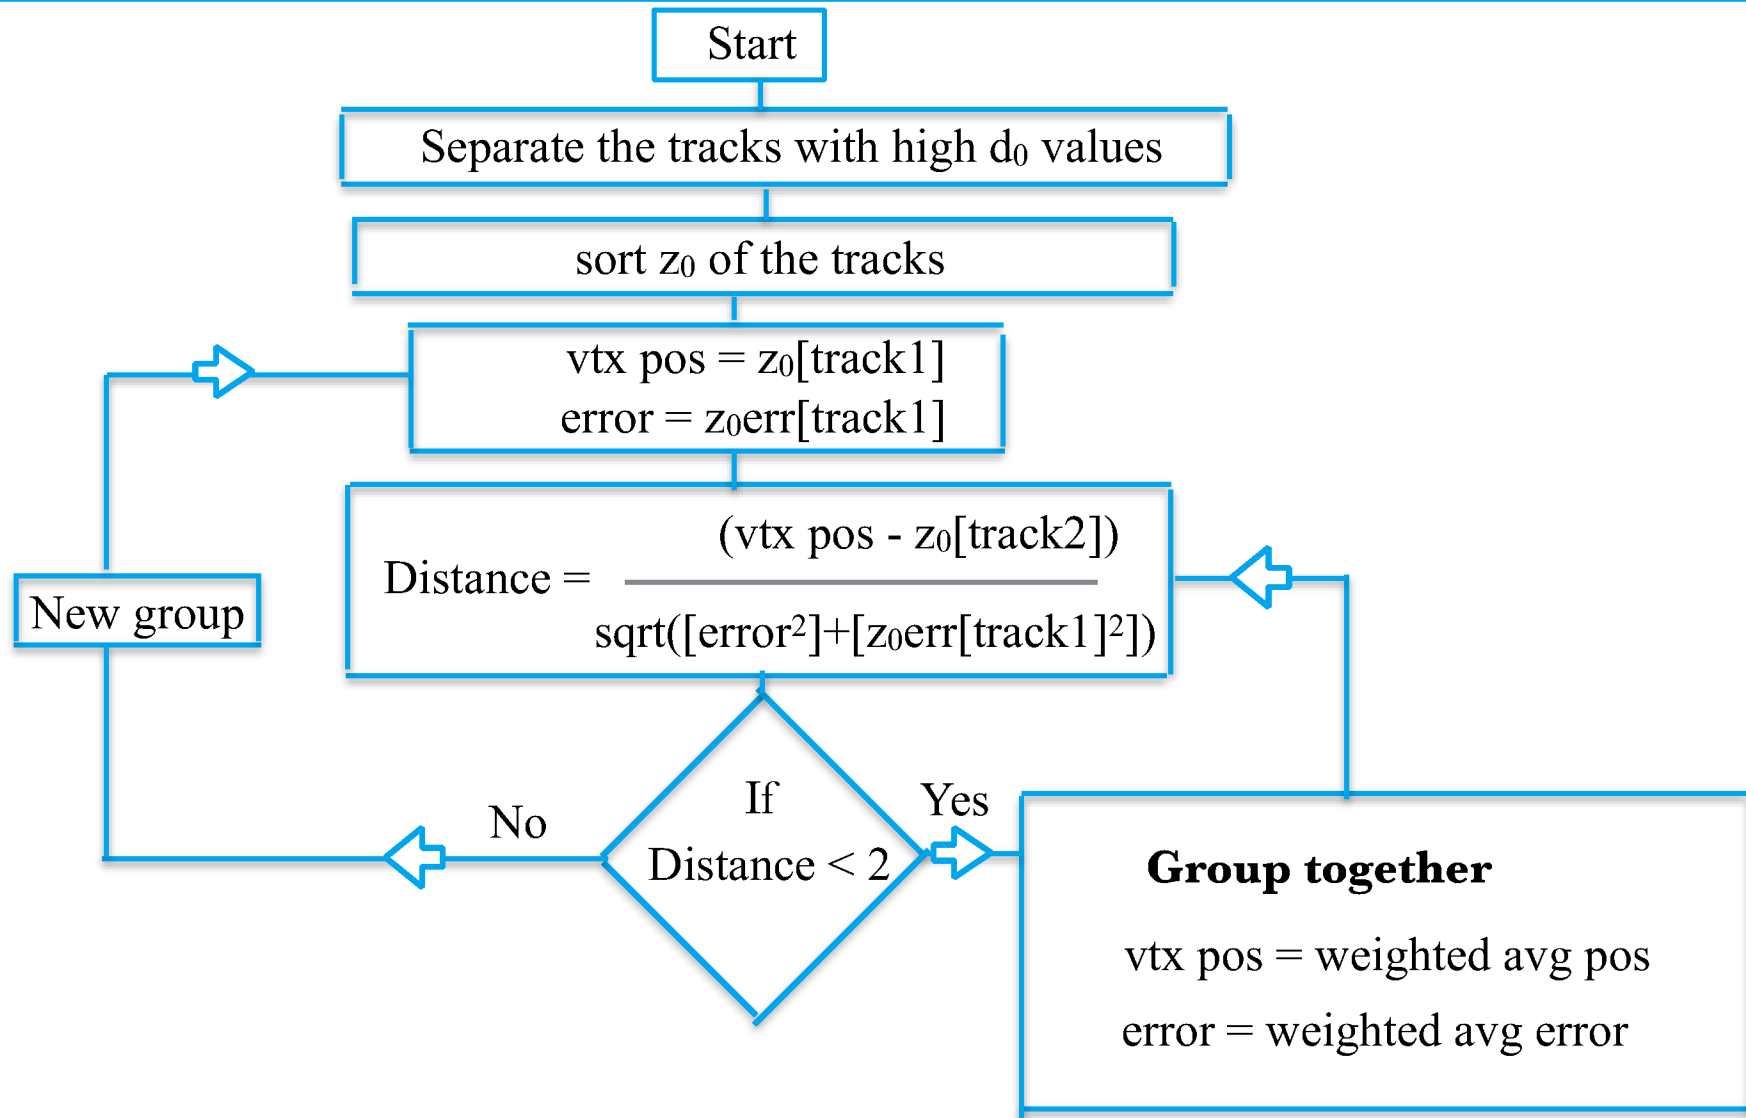 Start
Separate the tracks with high d₀ values
sort z₀ of the tracks
vtx pos = z₀[track1]
error = z₀err[track1]
(vtx pos - z₀[track2])
Distance =
sqrt([error²]+[z₀err[track1]²])
New group
If
Distance < 2
No
Yes
Group together
vtx pos = weighted avg pos
error = weighted avg error